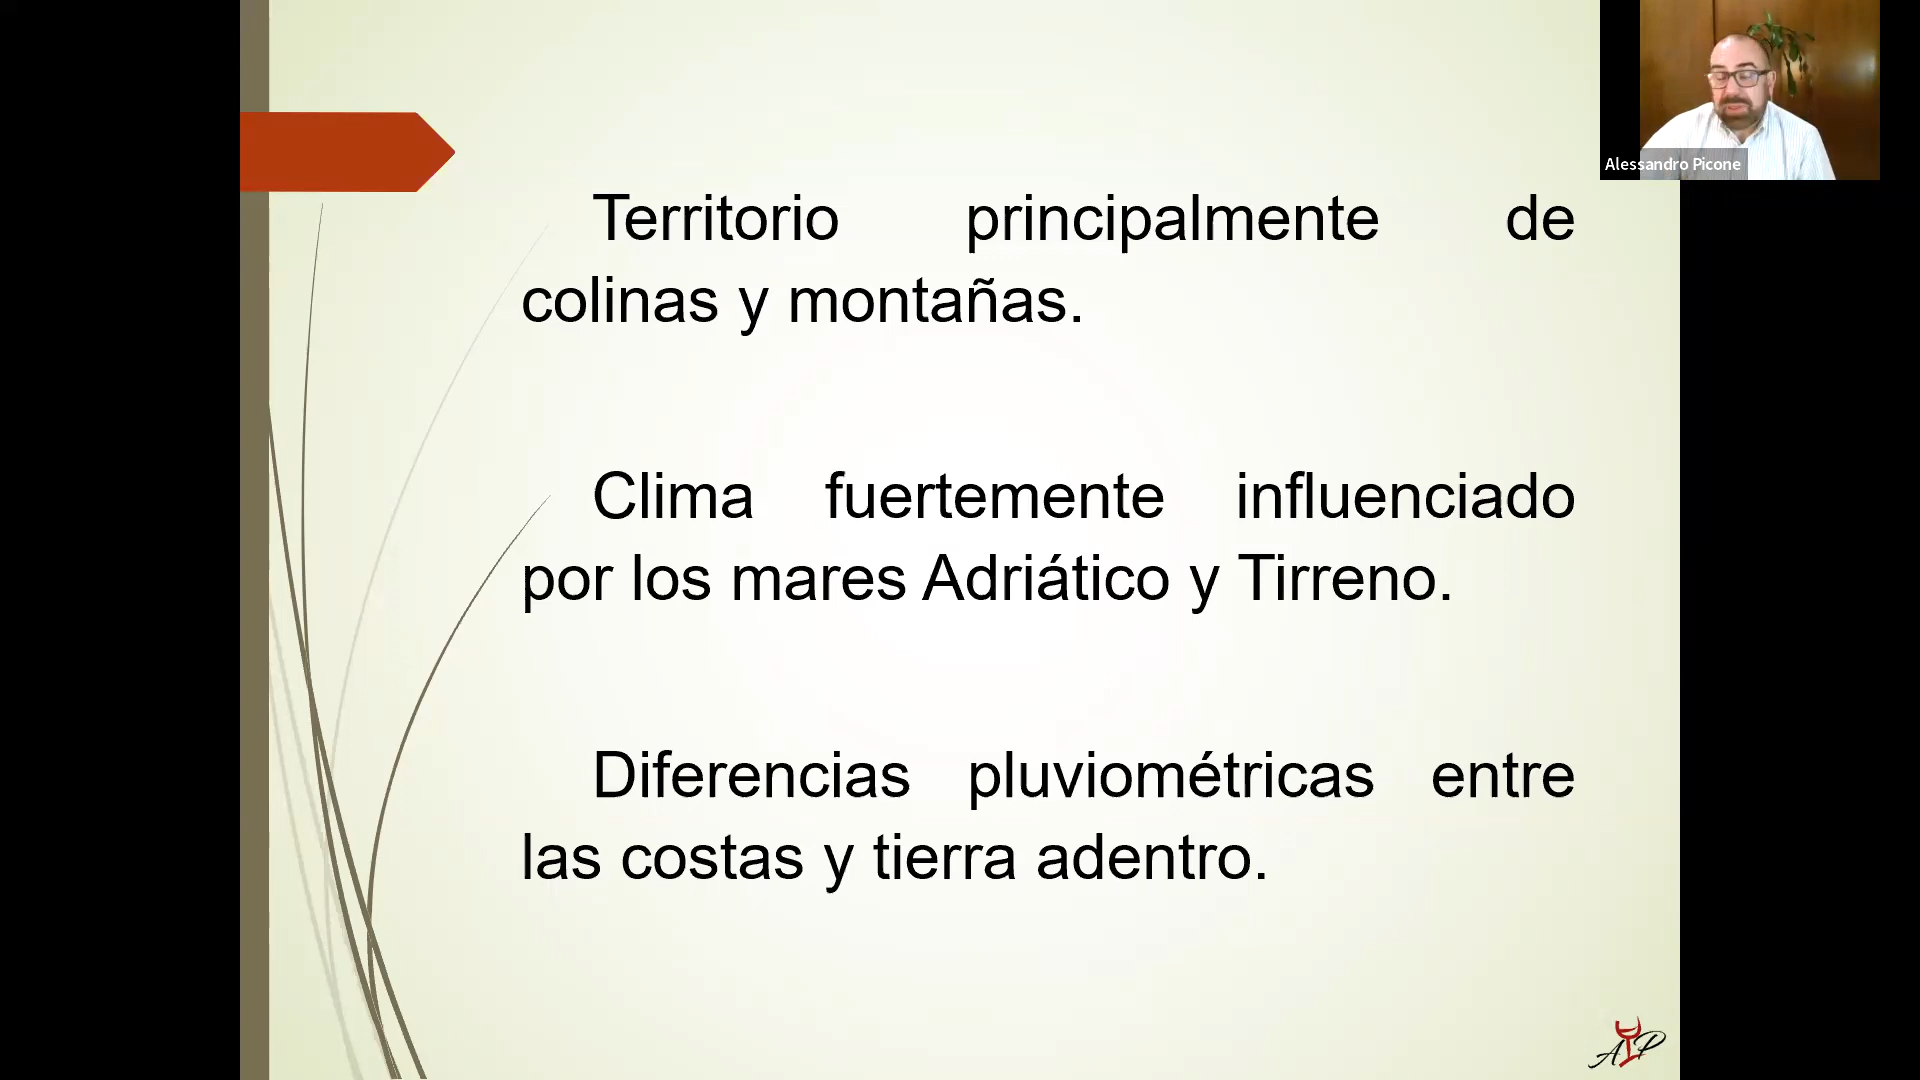 Alessandro Picone
Territorio principalmente de
colinas y montañas.
Clima fuertemente influenciado
por los mares Adriático y Tirreno.
Diferencias pluviométricas entre
las costas y tierra adentro.
AP